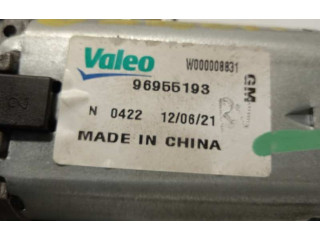 Valeo W000008831
96955193 GM
N 0422 12/06/21
MADE IN CHINA